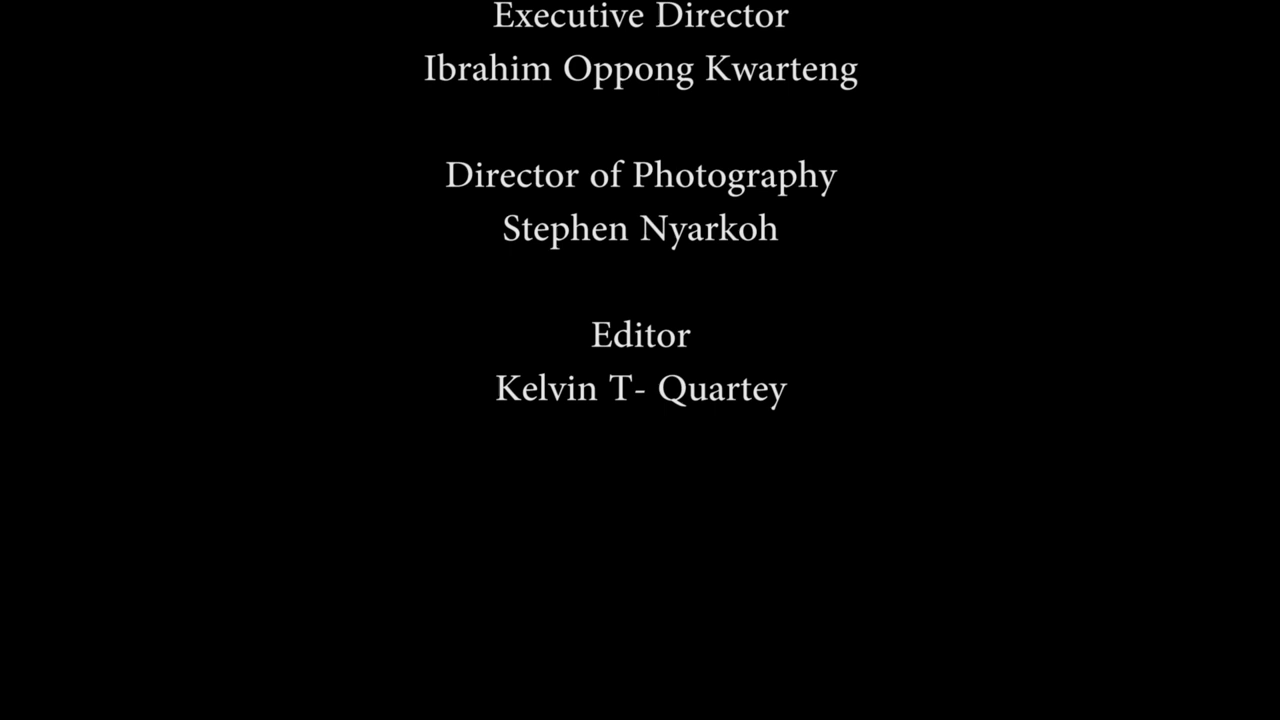 Executive Director
Ibrahim Oppong Kwarteng
Director of Photography
Stephen Nyarkoh
Editor
Kelvin T- Quartey